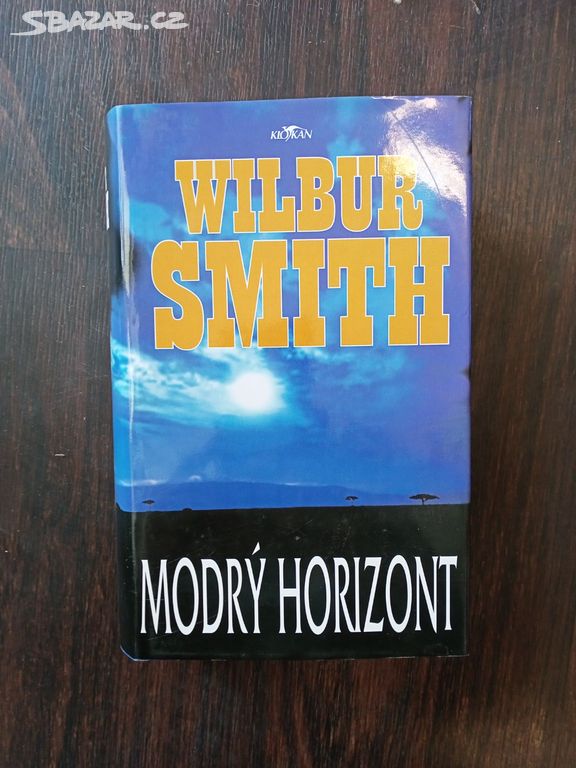 SBAZAR.CZ
KLOKAN
WILBUR
SMITH
MODRÝ HORIZONT